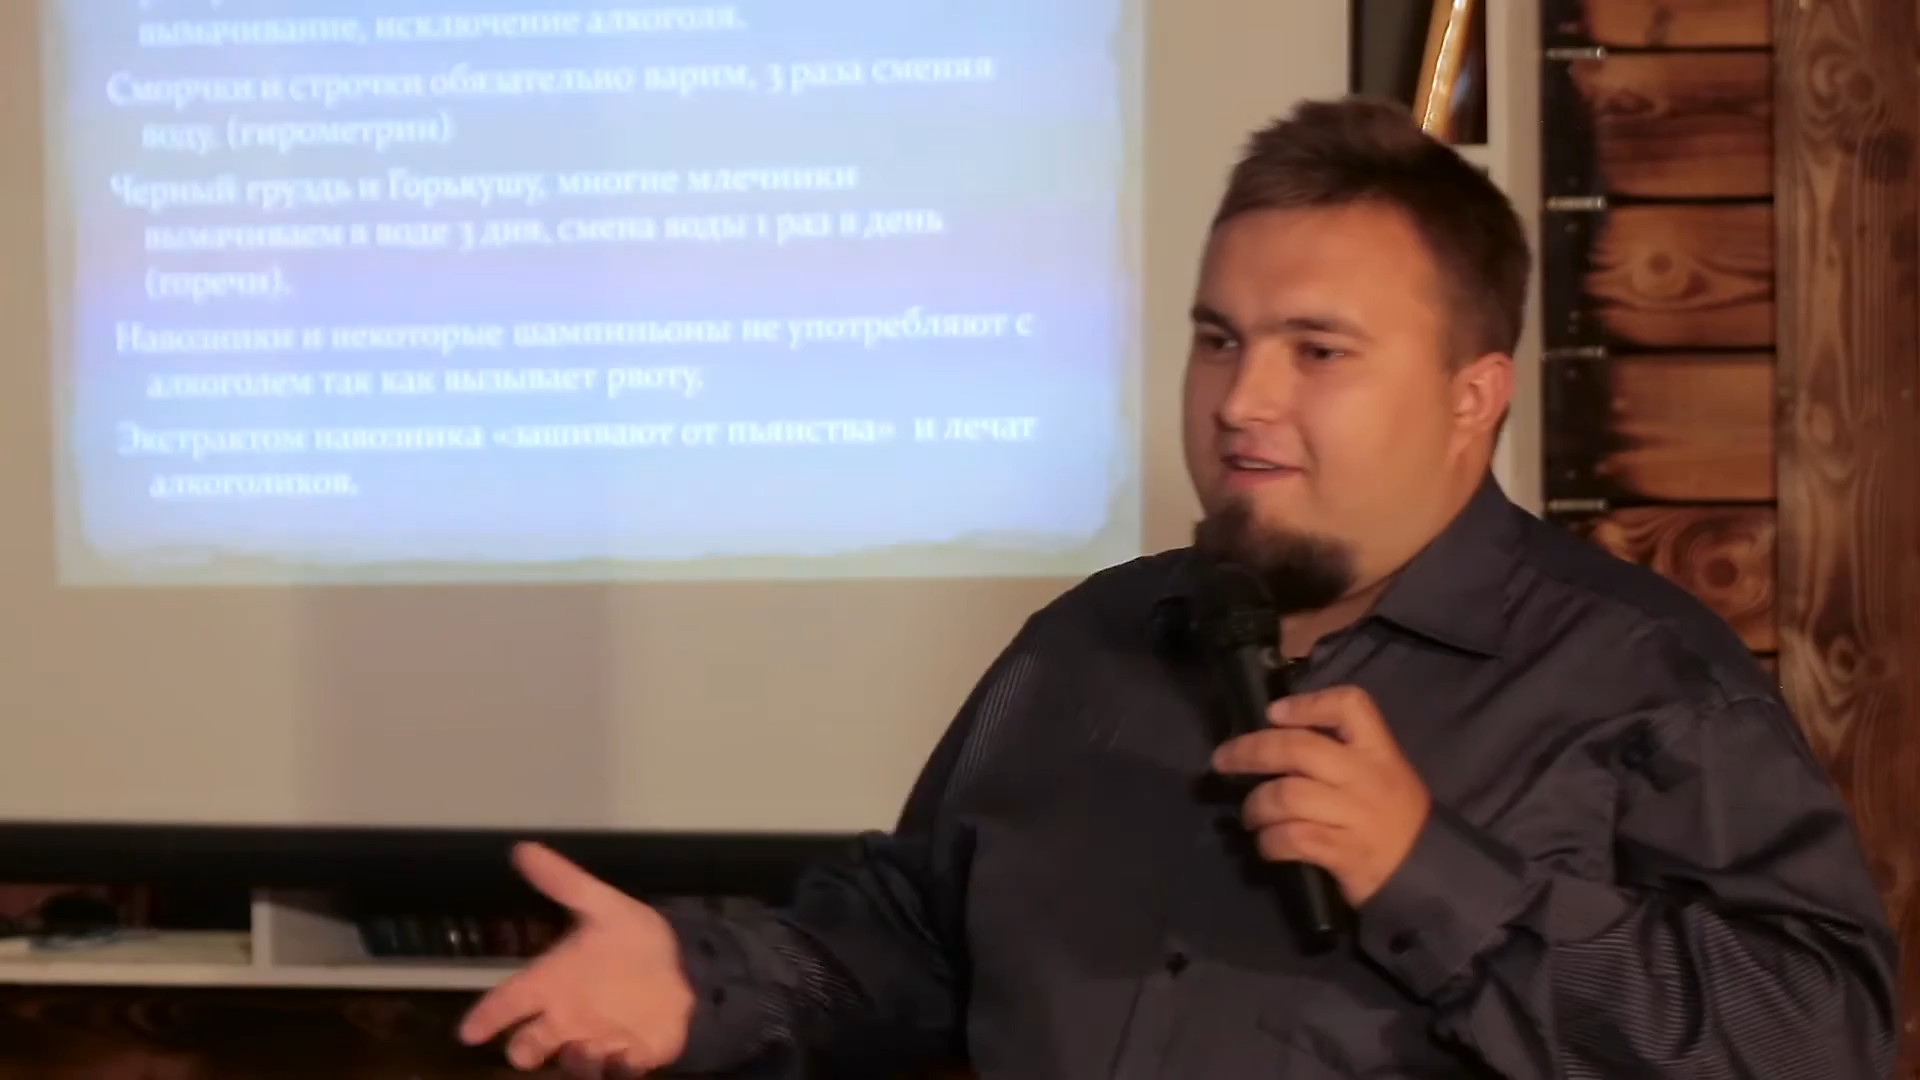 вымачивание, исключение алкоголя.
Сморчки и строчки обязательно варим, 3 раза сменяя
воду. (гирометрин)
Черный груздь и Горькушу, многие млечники
вымачиваем в воде 3 дня, смена воды 1 раз в день
(горечи).
Навозники и некоторые шампиньоны не употребляют с
алкоголем так как вызывает рвоту.
Экстрактом навозника «зашивают от пьянства» и лечат
алкоголиков.